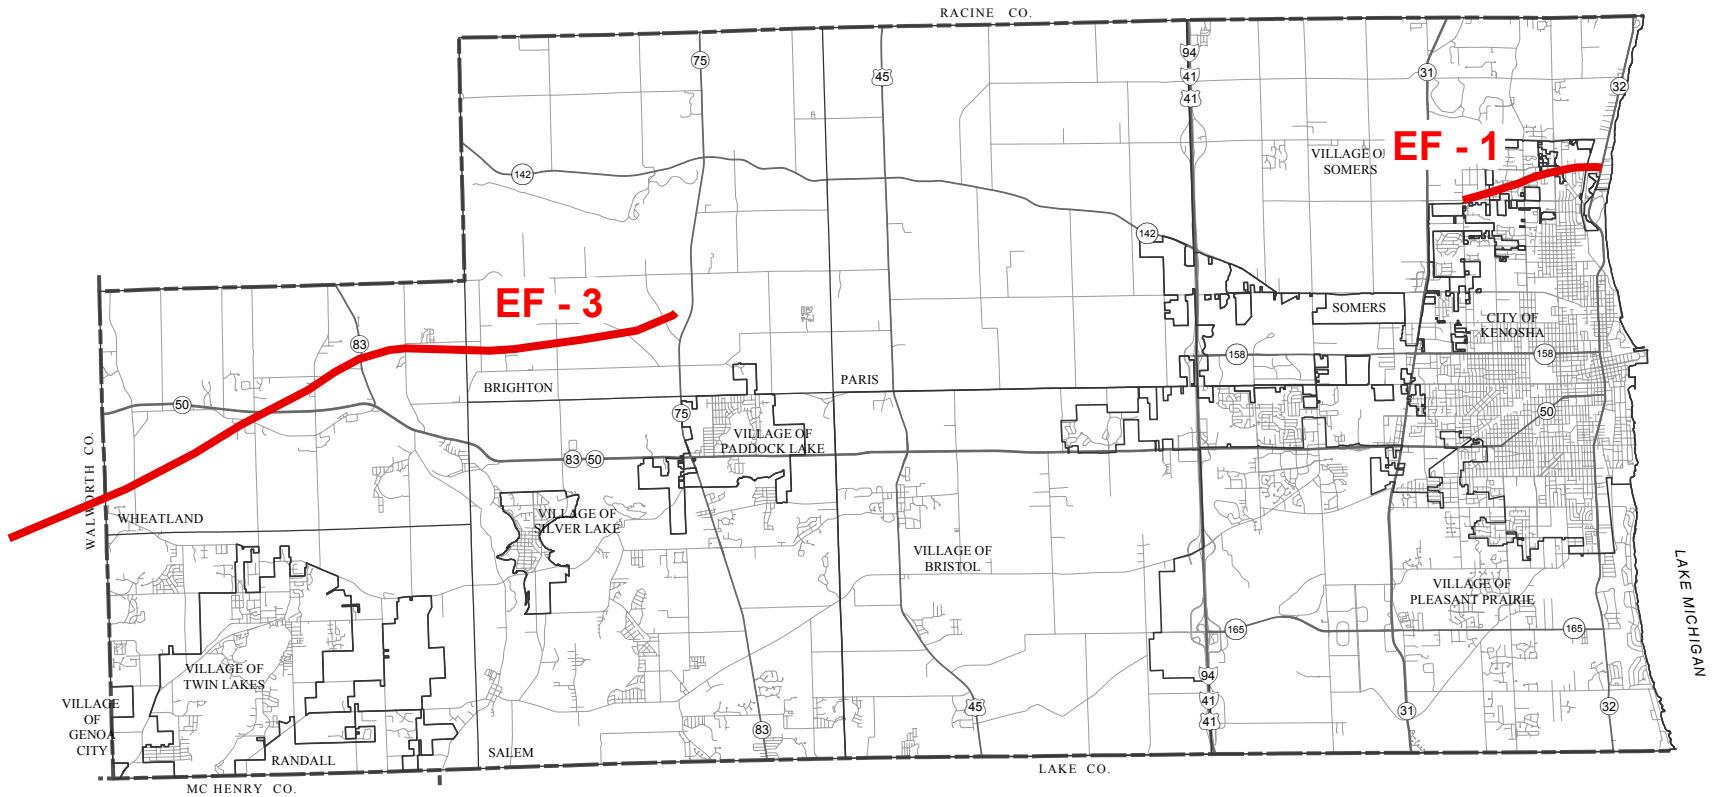 RACINE CO.
94
41
41
75
45
31
32
142
VILLAGE O
SOMERS
EF - 1
142
EF - 3
83
SOMERS
CITY OF
KENOSHA
158
158
BRIGHTON
PARIS
50
75
50
VILLAGE OF
PADDOCK LAKE
83
50
WALWORTH CO.
WHEATLAND
VILLAGE OF
SILVER LAKE
VILLAGE OF
BRISTOL
VILLAGE OF
PLEASANT PRAIRIE
LAKE MICHIGAN
165
165
VILLAGE OF
TWIN LAKES
94
41
41
VILLAGE
OF
GENOA
CITY
45
31
32
83
SALEM
RANDALL
LAKE CO.
MC HENRY CO.